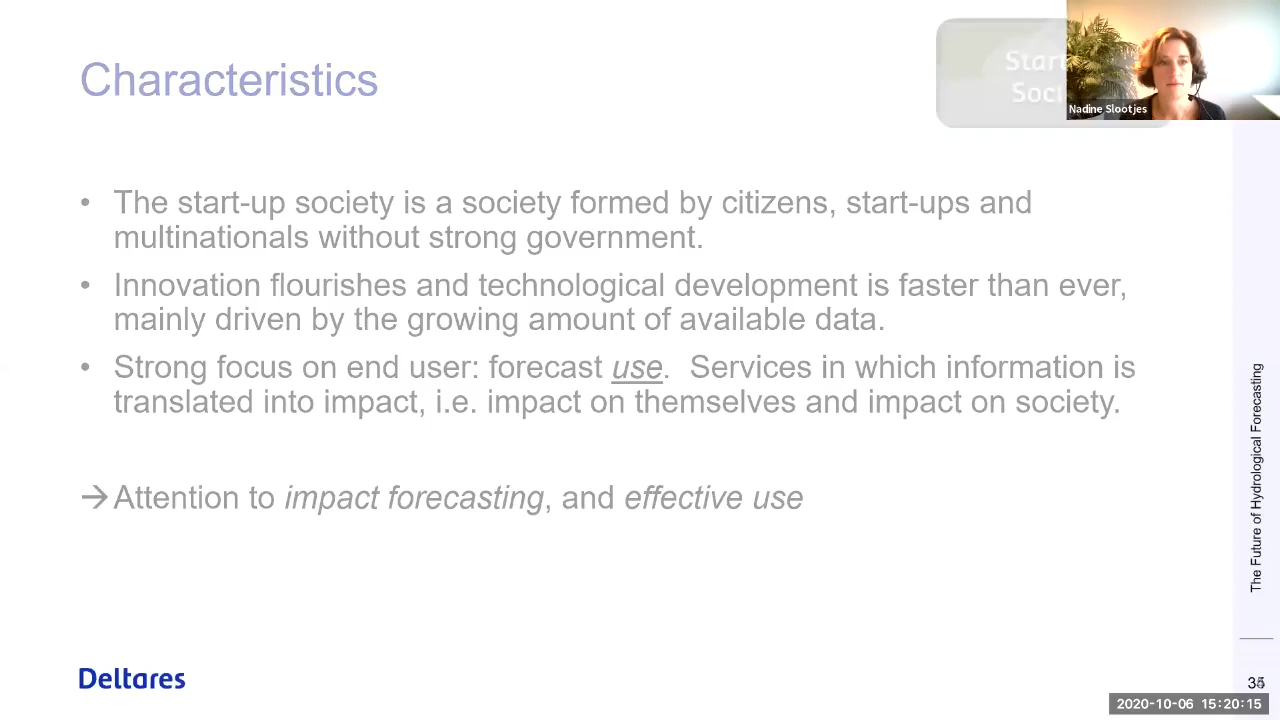 Characteristics
Nadine Slootjes
• The start-up society is a society formed by citizens, start-ups and
multinationals without strong government.
• Innovation flourishes and technological development is faster than ever,
mainly driven by the growing amount of available data.
• Strong focus on end user: forecast use. Services in which information is
translated into impact, i.e. impact on themselves and impact on society.
→ Attention to impact forecasting, and effective use
The Future of Hydrological Forecasting
Deltares
2020-10-06 15:20:15